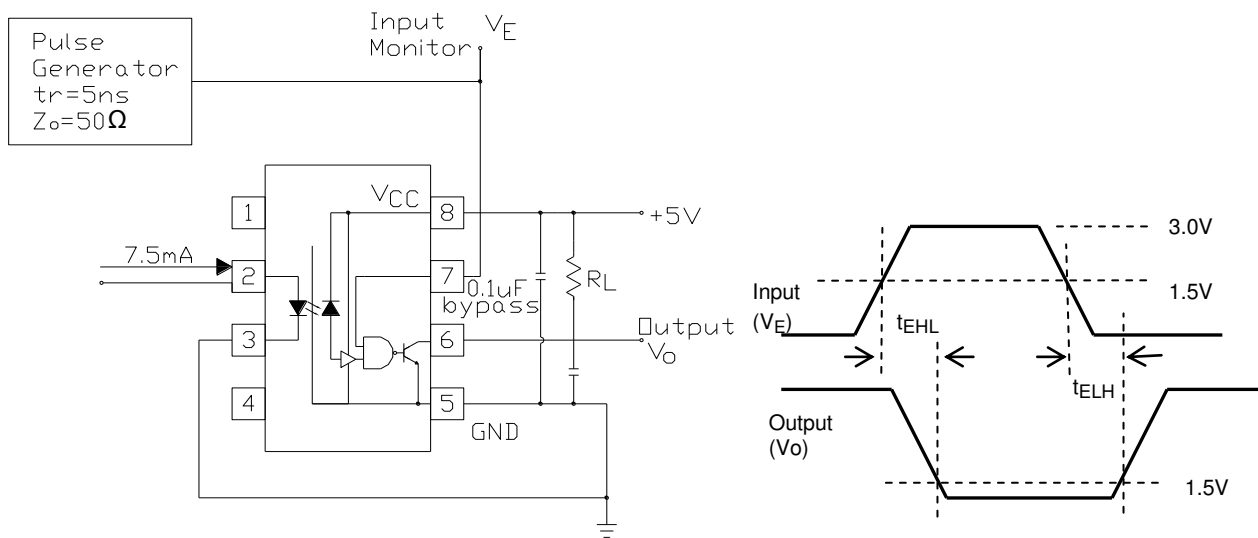 Pulse
Generator
tr=5ns
Zo=50Ω
Input
Monitor
VE
1
2
3
4
8
7
6
5
VCC
7.5mA
+5V
0.1uF
bypass
RL
Output
Vo
GND
3.0V
1.5V
Input
(VE)
tEHL
tELH
Output
(Vo)
1.5V